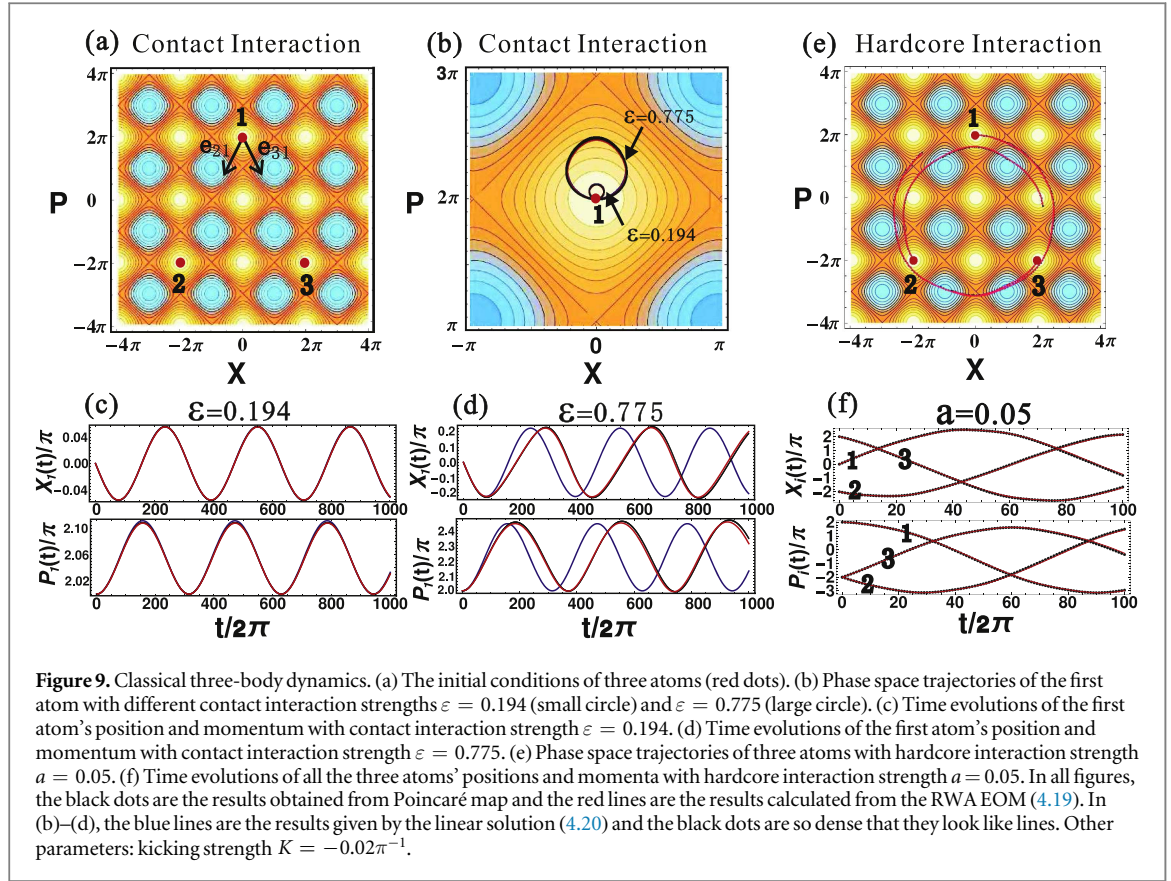 (a) Contact Interaction
4π
2π
0
−2π
−4π
P
1
e21
e31
2
3
−4π −2π 0 2π 4π
X
(b) Contact Interaction
3π
2π
π
P
ε=0.775
1
ε=0.194
−π 0 π
X
(e) Hardcore Interaction
4π
2π
0
−2π
−4π
P
1
2
3
−4π −2π 0 2π 4π
X
(c) ε=0.194
X1(t)/π
0.04
0.00
−0.04
P1(t)/π
2.10
2.06
2.02
0 200 400 600 800 1000
t/2π
(d) ε=0.775
X1(t)/π
0.2
0.1
0.0
−0.1
−0.2
P1(t)/π
2.4
2.3
2.2
2.1
2.0
0 200 400 600 800 1000
t/2π
(f) a=0.05
Xi(t)/π
2
1
0
−1
−2
1
3
2
Pi(t)/π
2
1
0
−1
−2
−3
1
3
2
0 20 40 60 80 100
t/2π
Figure 9. Classical three-body dynamics. (a) The initial conditions of three atoms (red dots). (b) Phase space trajectories of the first
atom with different contact interaction strengths ε = 0.194 (small circle) and ε = 0.775 (large circle). (c) Time evolutions of the first
atom's position and momentum with contact interaction strength ε = 0.194. (d) Time evolutions of the first atom's position and
momentum with contact interaction strength ε = 0.775. (e) Phase space trajectories of three atoms with hardcore interaction strength
a = 0.05. (f) Time evolutions of all the three atoms' positions and momenta with hardcore interaction strength a = 0.05. In all figures,
the black dots are the results obtained from Poincaré map and the red lines are the results calculated from the RWA EOM (4.19). In
(b)–(d), the blue lines are the results given by the linear solution (4.20) and the black dots are so dense that they look like lines. Other
parameters: kicking strength K = −0.02π⁻¹.